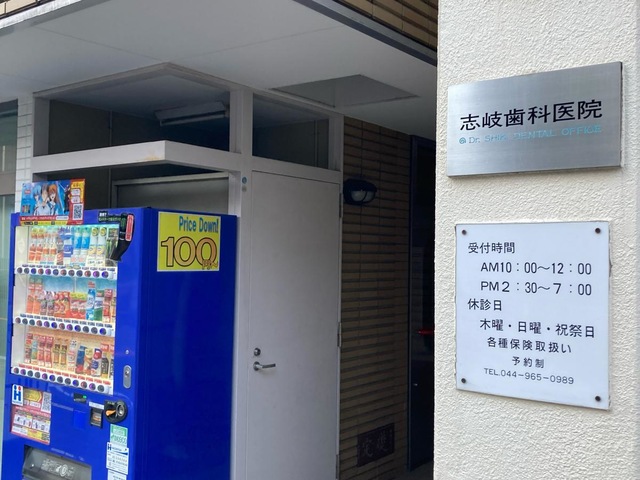 志岐歯科医院
@ Dr. SHIKI DENTAL OFFICE
受付時間
AM10:00～12:00
PM2:30～7:00
休診日
木曜・日曜・祝祭日
各種保険取扱い
予約制
TEL.044-965-0989
Price Down!
100